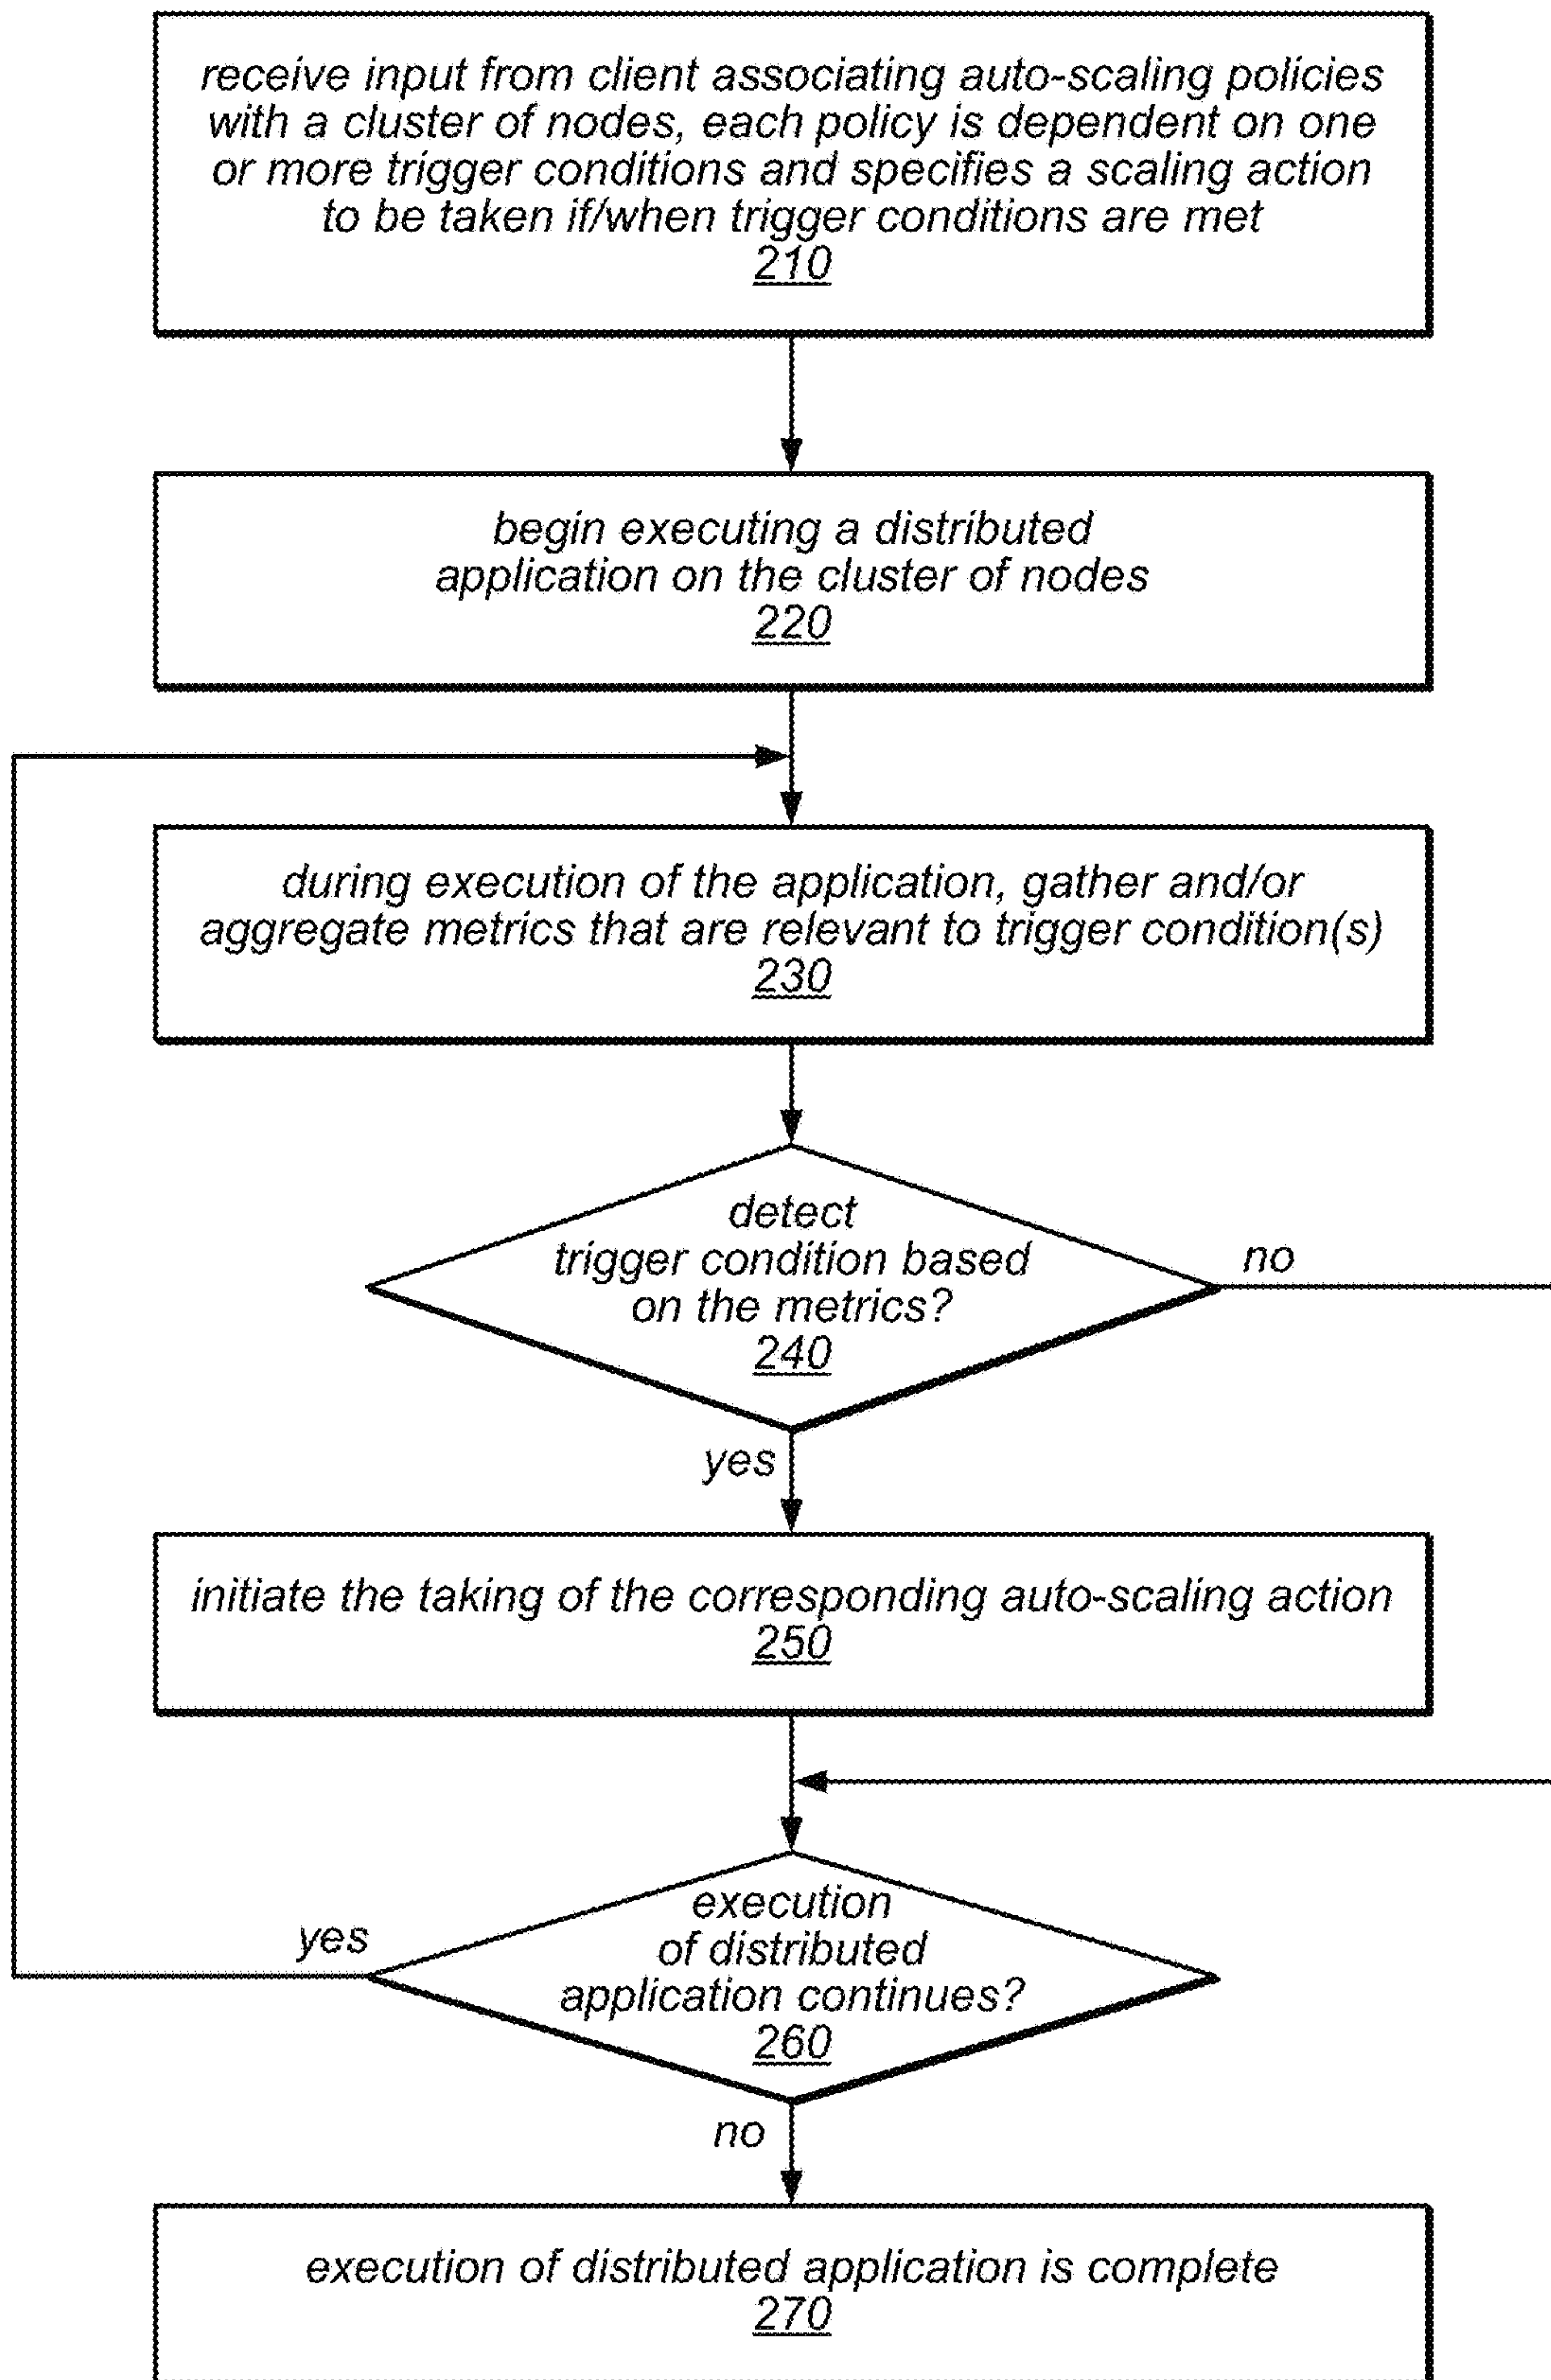 receive input from client associating auto-scaling policies
with a cluster of nodes, each policy is dependent on one
or more trigger conditions and specifies a scaling action
to be taken if/when trigger conditions are met
210
begin executing a distributed
application on the cluster of nodes
220
during execution of the application, gather and/or
aggregate metrics that are relevant to trigger condition(s)
230
detect
trigger condition based
on the metrics?
240
no
yes
initiate the taking of the corresponding auto-scaling action
250
execution
of distributed
application continues?
260
yes
no
execution of distributed application is complete
270